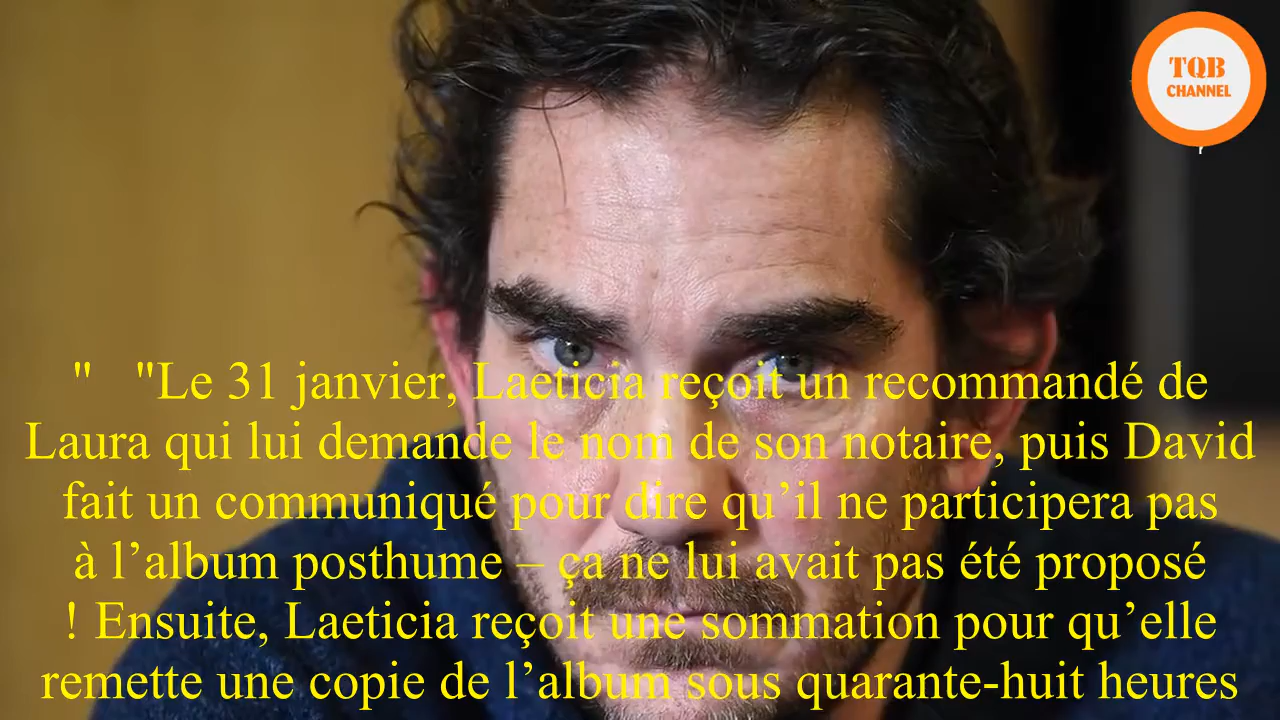 TQB
CHANNEL
" "Le 31 janvier, Laeticia reçoit un recommandé de
Laura qui lui demande le nom de son notaire, puis David
fait un communiqué pour dire qu’il ne participera pas
à l’album posthume – ça ne lui avait pas été proposé
! Ensuite, Laeticia reçoit une sommation pour qu’elle
remette une copie de l’album sous quarante-huit heures